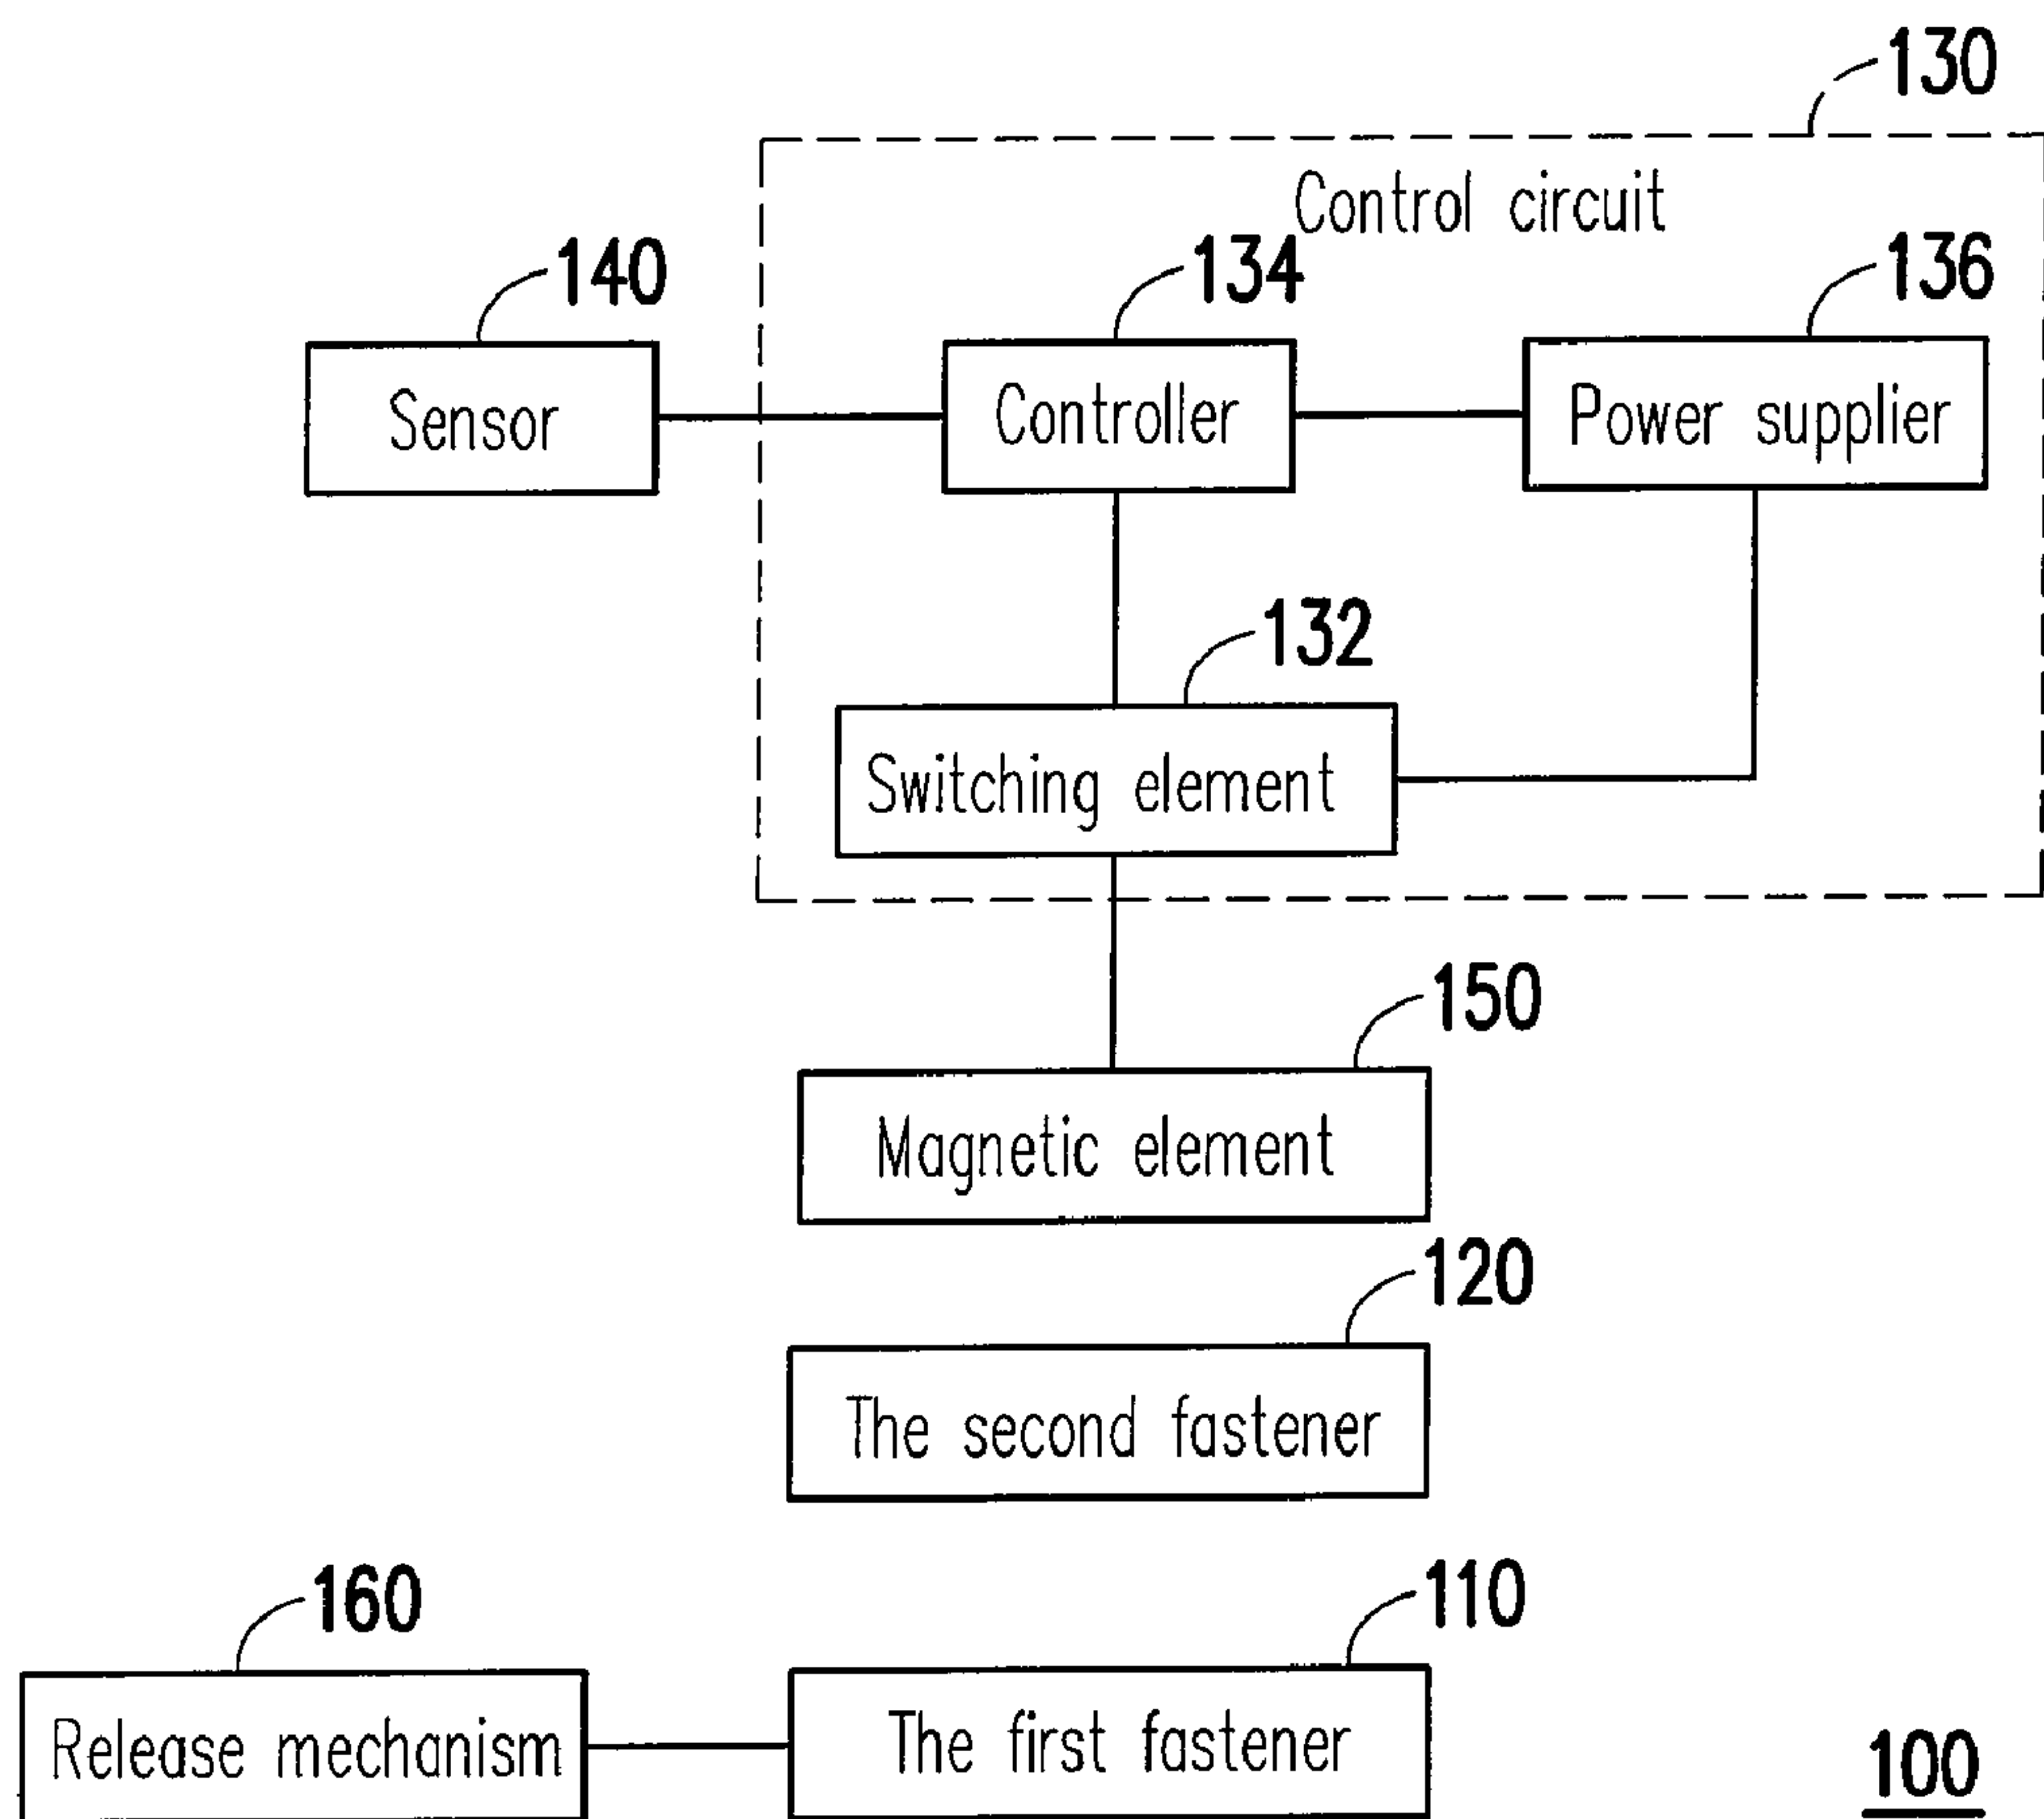 130
Control circuit
140
134
136
Sensor
Controller
Power supplier
132
Switching element
150
Magnetic element
120
The second fastener
160
110
Release mechanism
The first fastener
100